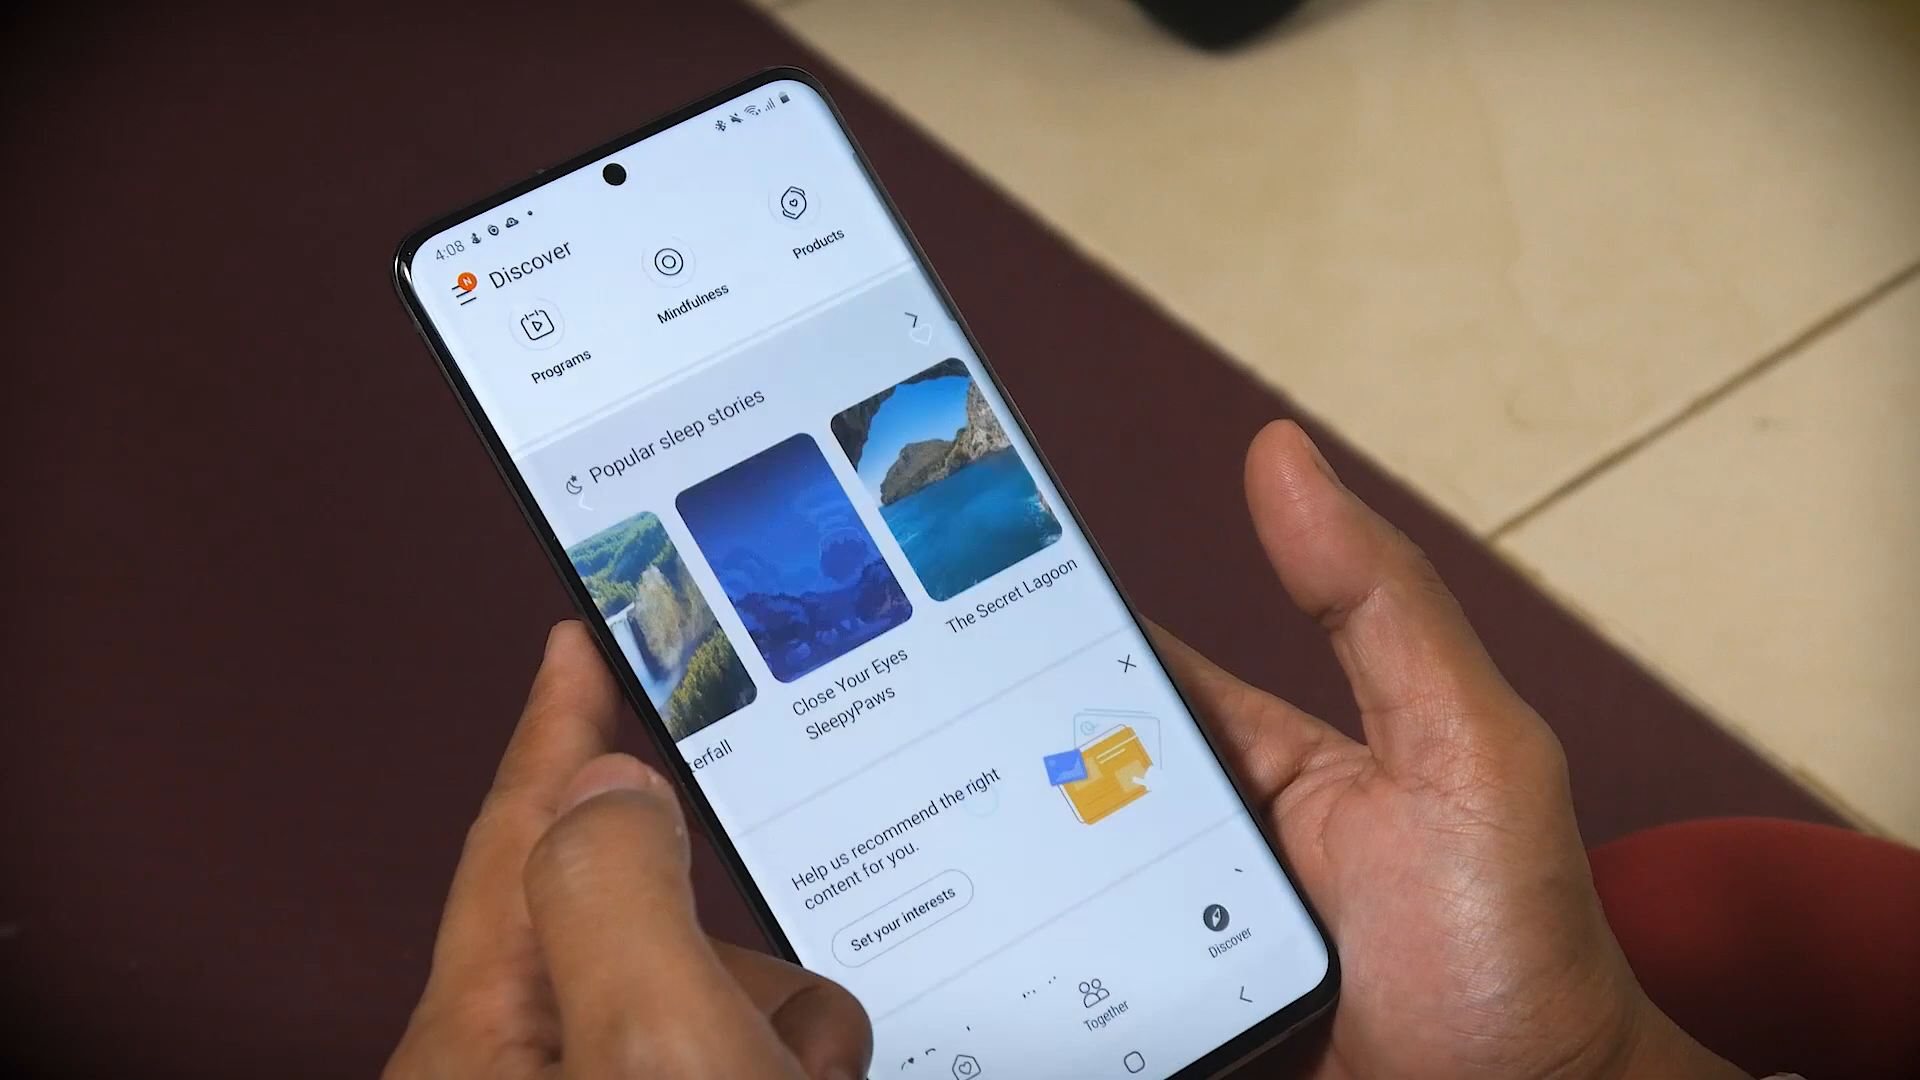 4:08
N
Discover
Programs
Mindfulness
Products
Popular sleep stories
terfall
Close Your Eyes
SleepyPaws
The Secret Lagoon
Help us recommend the right
content for you.
Set your interests
Together
Discover